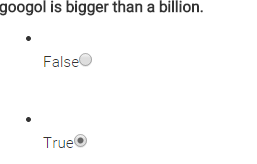 googol is bigger than a billion.
False
True